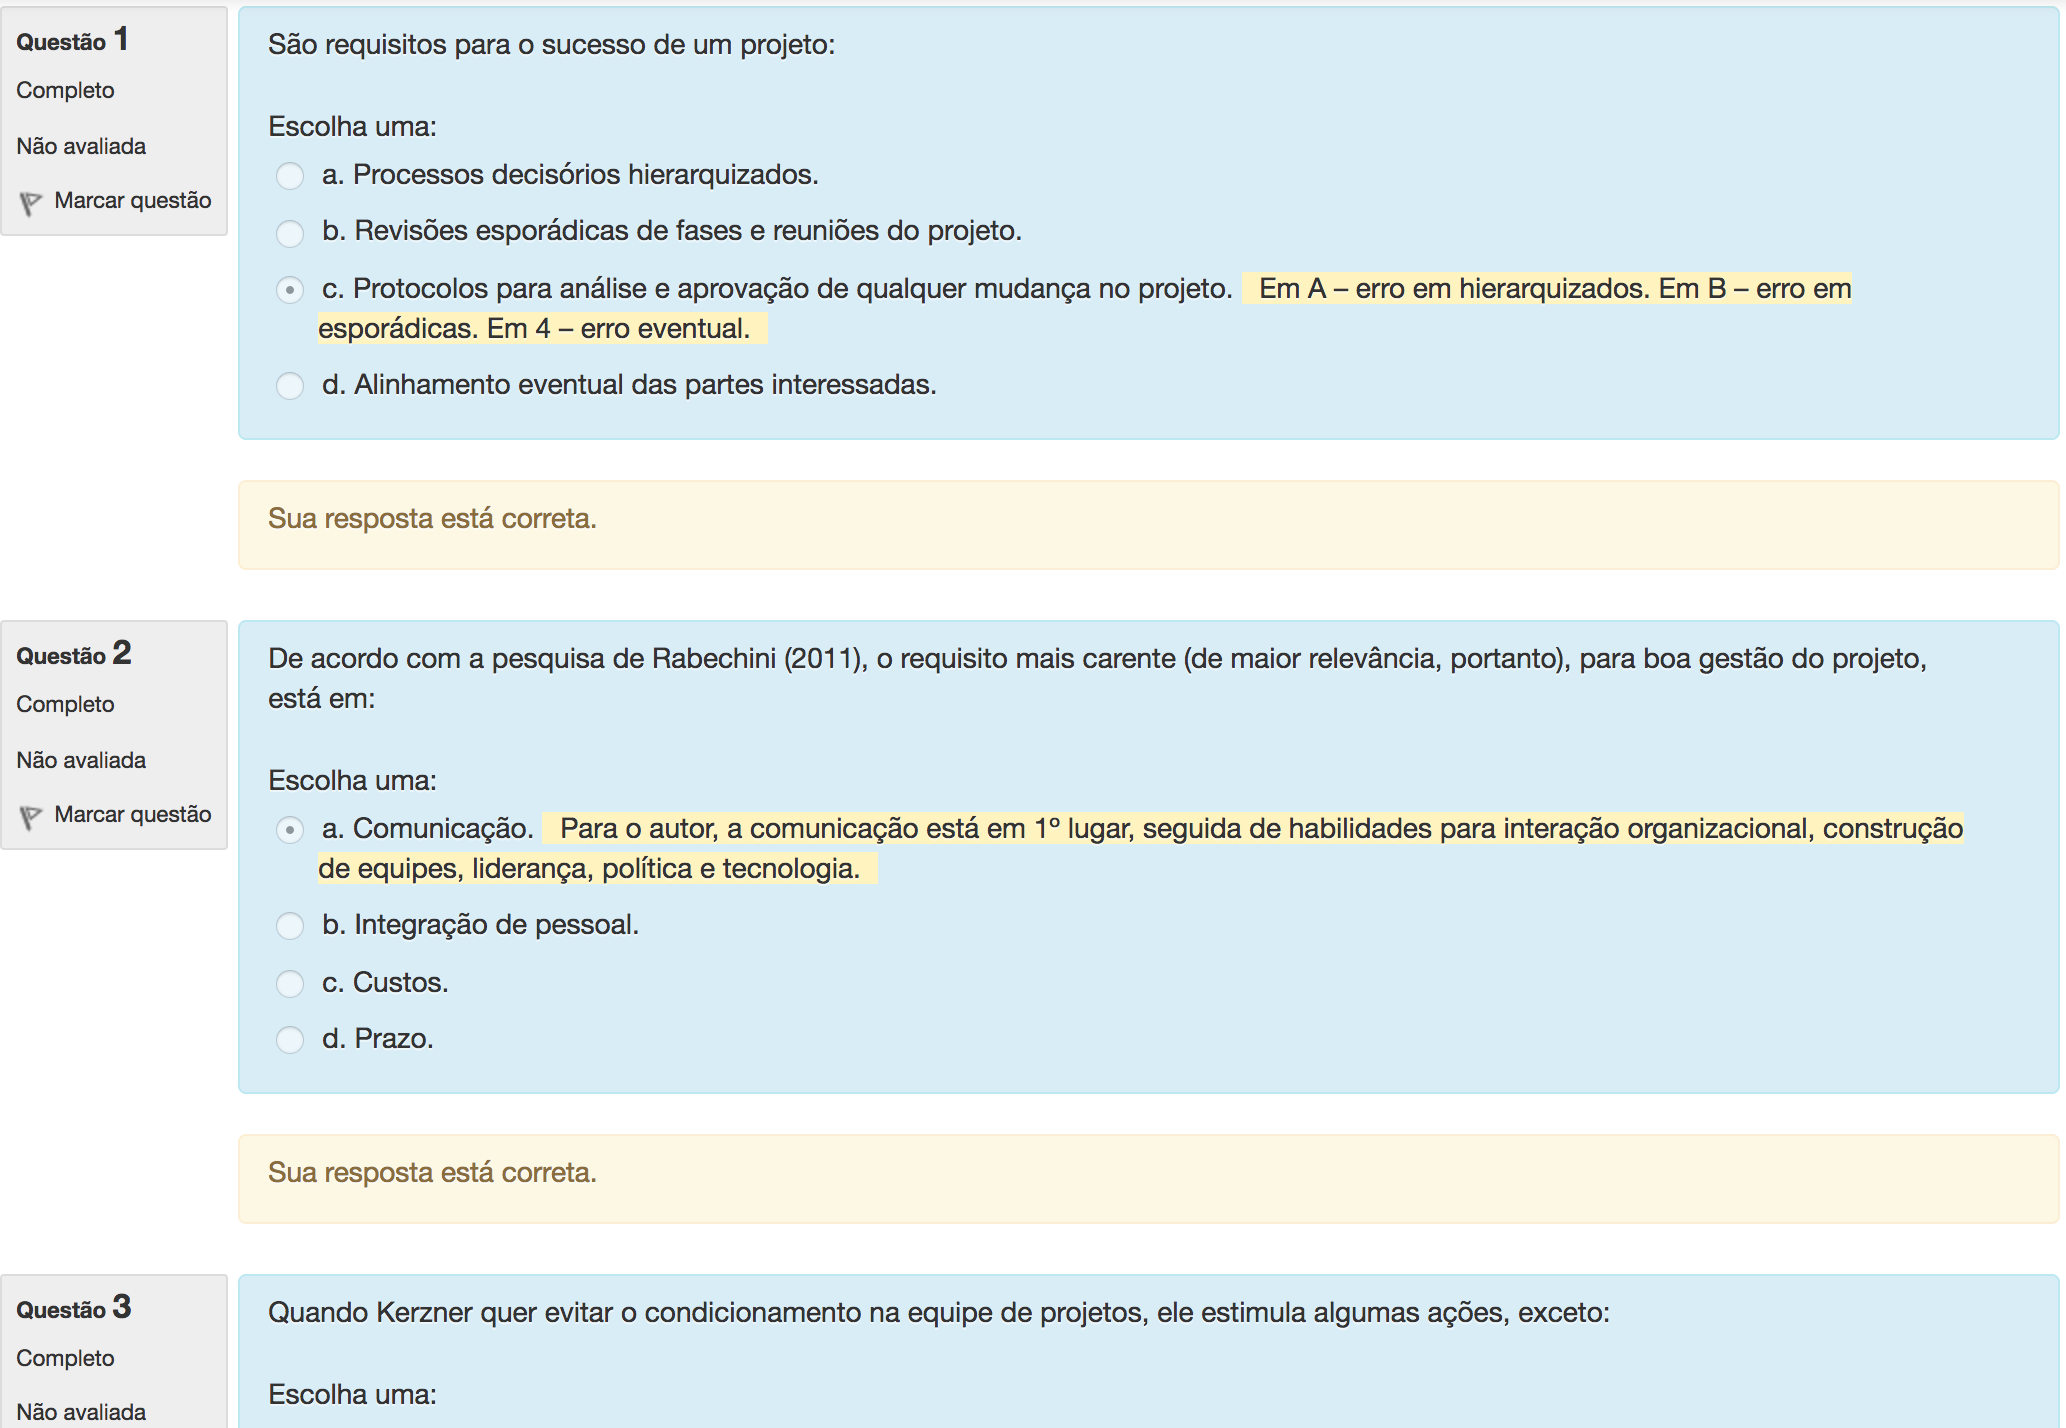 Questão 1
Completo
Não avaliada
Marcar questão
São requisitos para o sucesso de um projeto:
Escolha uma:
a. Processos decisórios hierarquizados.
b. Revisões esporádicas de fases e reuniões do projeto.
c. Protocolos para análise e aprovação de qualquer mudança no projeto. Em A – erro em hierarquizados. Em B – erro em
esporádicas. Em 4 – erro eventual.
d. Alinhamento eventual das partes interessadas.
Sua resposta está correta.
Questão 2
Completo
Não avaliada
Marcar questão
De acordo com a pesquisa de Rabechini (2011), o requisito mais carente (de maior relevância, portanto), para boa gestão do projeto,
está em:
Escolha uma:
a. Comunicação. Para o autor, a comunicação está em 1º lugar, seguida de habilidades para interação organizacional, construção
de equipes, liderança, política e tecnologia.
b. Integração de pessoal.
c. Custos.
d. Prazo.
Sua resposta está correta.
Questão 3
Completo
Não avaliada
Quando Kerzner quer evitar o condicionamento na equipe de projetos, ele estimula algumas ações, exceto:
Escolha uma: